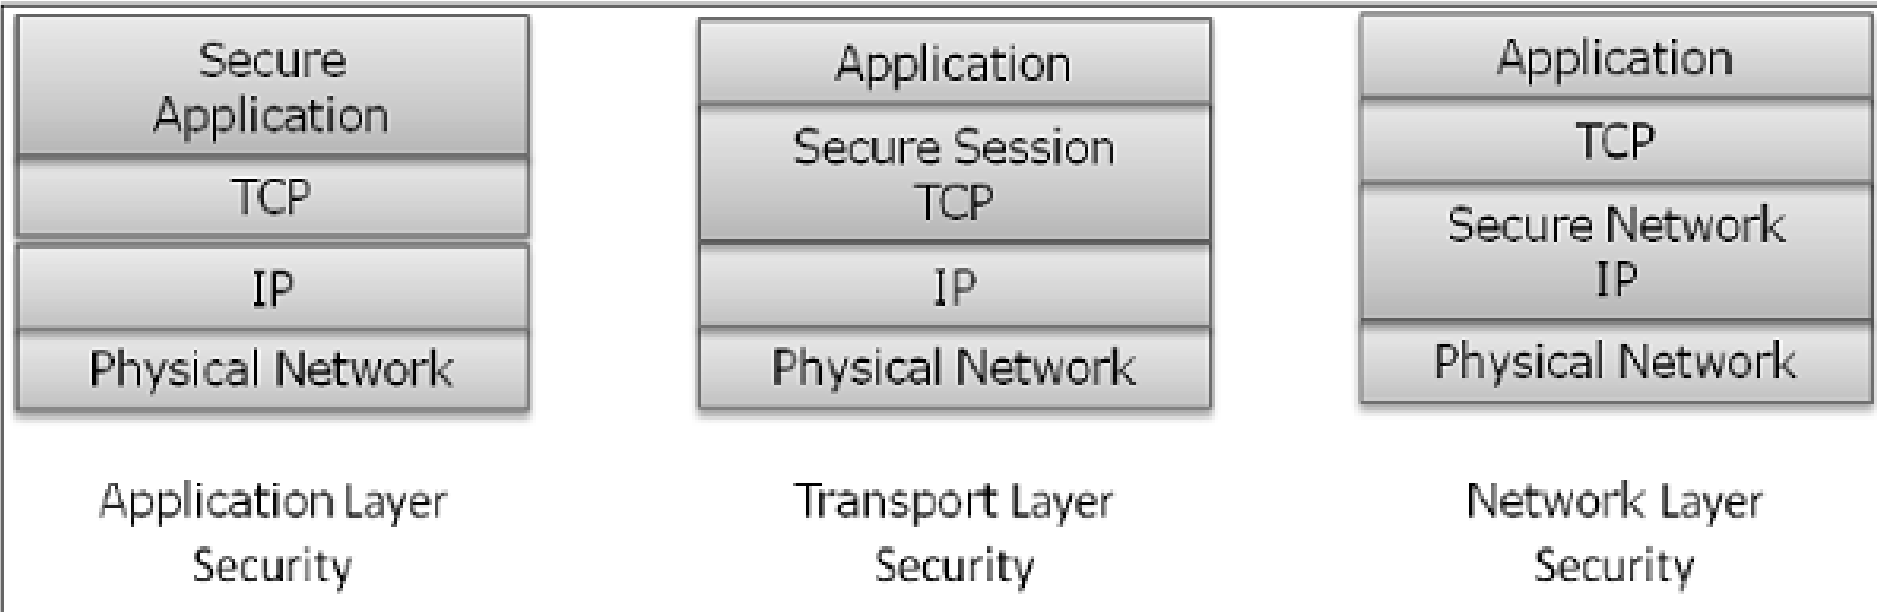 Secure
Application
TCP
IP
Physical Network
Application Layer
Security
Application
Secure Session
TCP
IP
Physical Network
Transport Layer
Security
Application
TCP
Secure Network
IP
Physical Network
Network Layer
Security